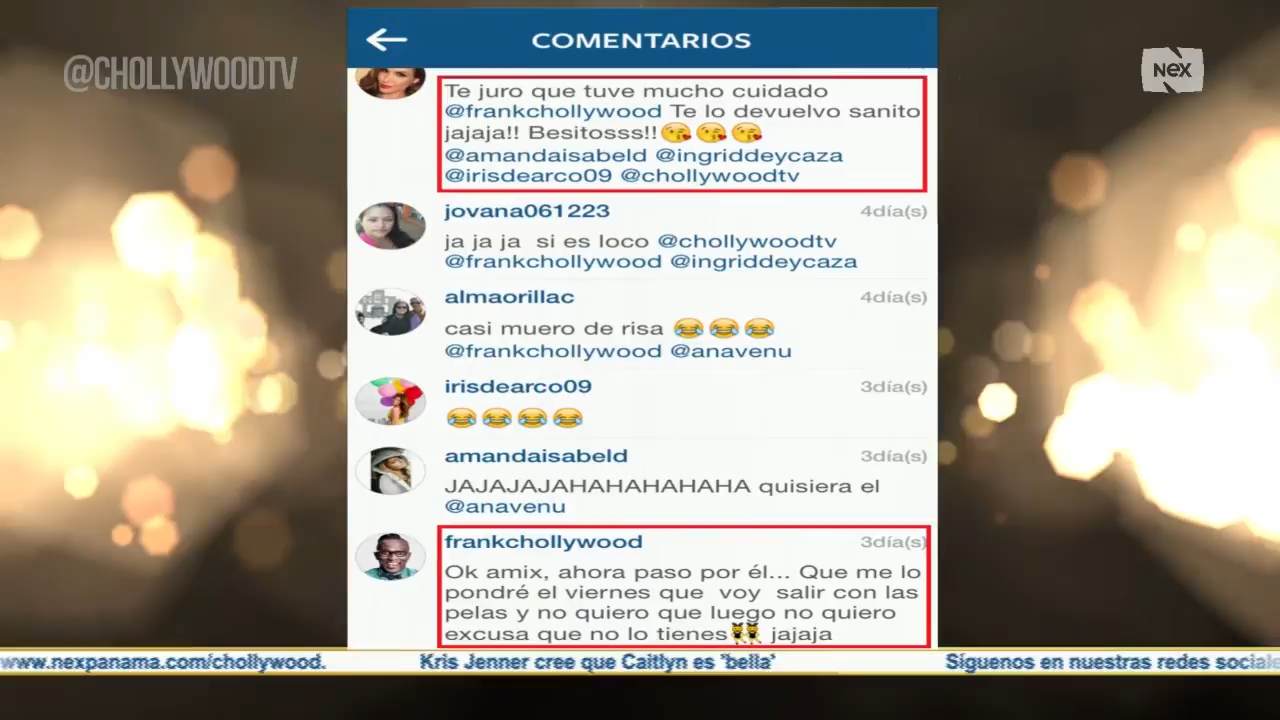 @CHOLLYWOODTV
COMENTARIOS
NEX
Te juro que tuve mucho cuidado
@frankchollywood Te lo devuelvo sanito
jajaja!! Besitosss!!😘😘😘
@amandaisabeld @ingriddeycaza
@irisdearco09 @chollywoodtv
jovana061223 4día(s)
ja ja ja si es loco @chollywoodtv
@frankchollywood @ingriddeycaza
almaorillac 4día(s)
casi muero de risa 😂😂😂
@frankchollywood @anavenu
irisdearco09 3día(s)
😂😂😂😂
amandaisabeld 3día(s)
JAJAJAJAHAHAHAHAHA quisiera el
@anavenu
frankchollywood 3día(s)
Ok amix, ahora paso por él... Que me lo
pondré el viernes que voy salir con las
pelas y no quiero que luego no quiero
excusa que no lo tienes👯 jajaja
www.nexpanama.com/chollywood. Kris Jenner cree que Caitlyn es 'bella' Síguenos en nuestras redes sociale